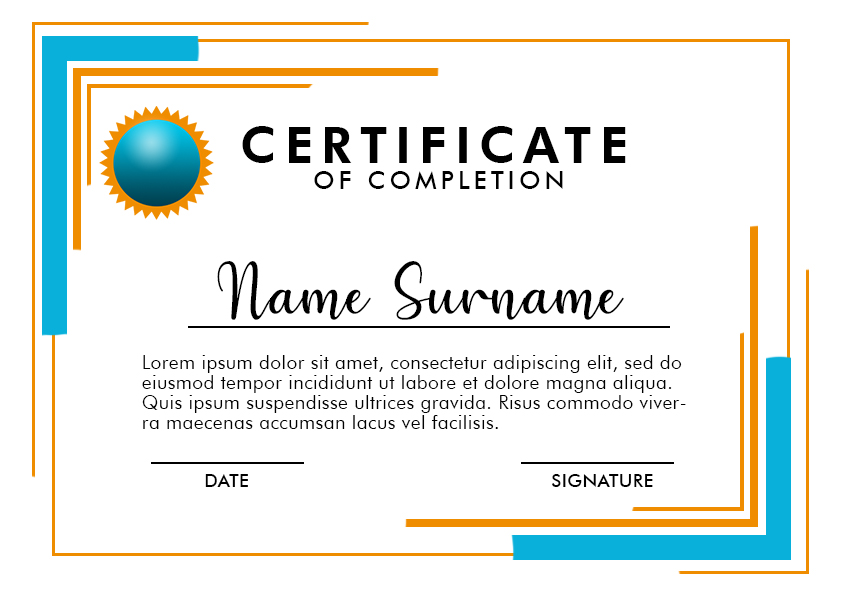 CERTIFICATE
OF COMPLETION
Name Surname
Lorem ipsum dolor sit amet, consectetur adipiscing elit, sed do
eiusmod tempor incididunt ut labore et dolore magna aliqua.
Quis ipsum suspendisse ultrices gravida. Risus commodo viver-
ra maecenas accumsan lacus vel facilisis.
DATE
SIGNATURE